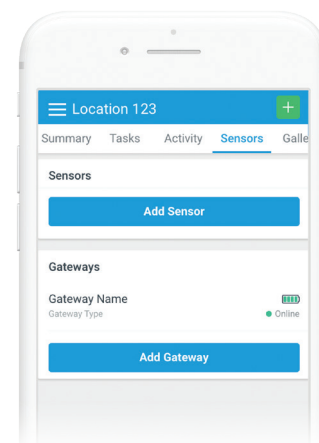 Location 123
Summary Tasks Activity Sensors Galle
Sensors
Add Sensor
Gateways
Gateway Name
Gateway Type
Online
Add Gateway